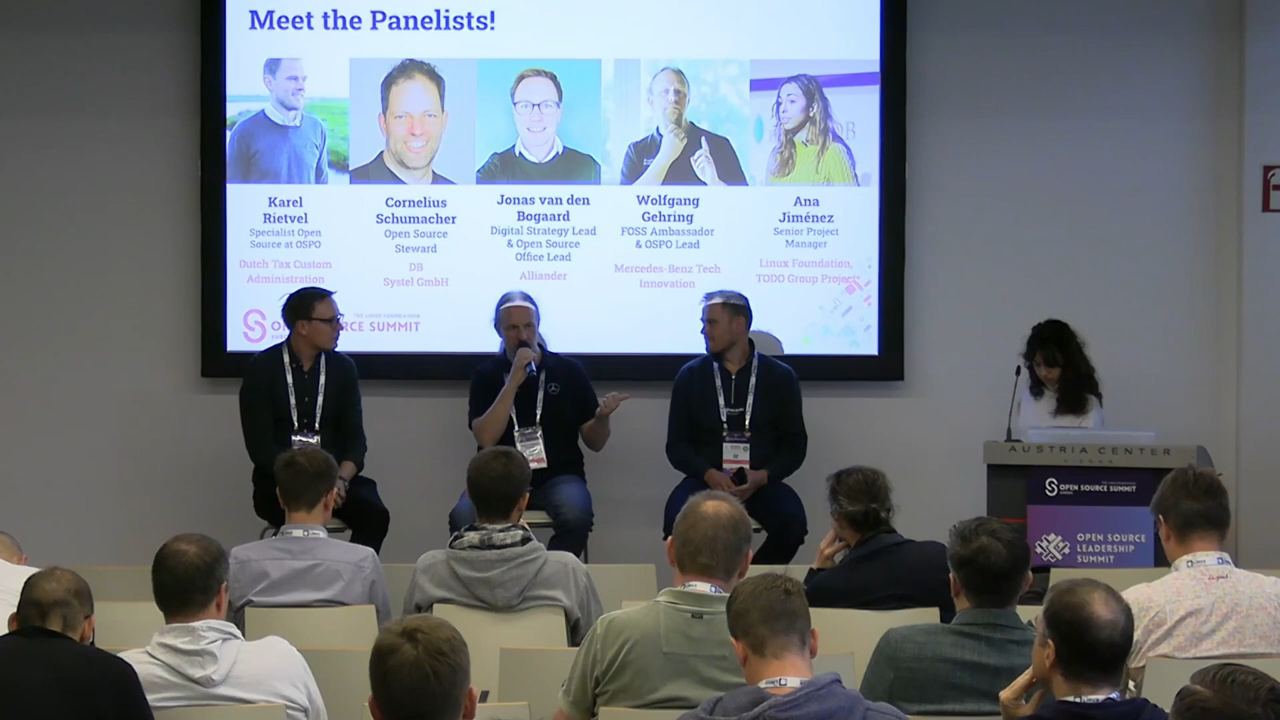 Meet the Panelists!
Karel
Rietvel
Specialist Open
Source at OSPO
Dutch Tax Custom
Administration
Cornelius
Schumacher
Open Source
Steward
DB
Systel GmbH
Jonas van den
Bogaard
Digital Strategy Lead
& Open Source
Office Lead
Alliander
Wolfgang
Gehring
FOSS Ambassador
& OSPO Lead
Mercedes-Benz Tech
Innovation
Ana
Jiménez
Senior Project
Manager
Linux Foundation,
TODO Group Project
THE LINUX FOUNDATION
SOURCE SUMMIT
AUSTRIA CENTER
OPEN SOURCE SUMMIT
OPEN SOURCE
LEADERSHIP
SUMMIT